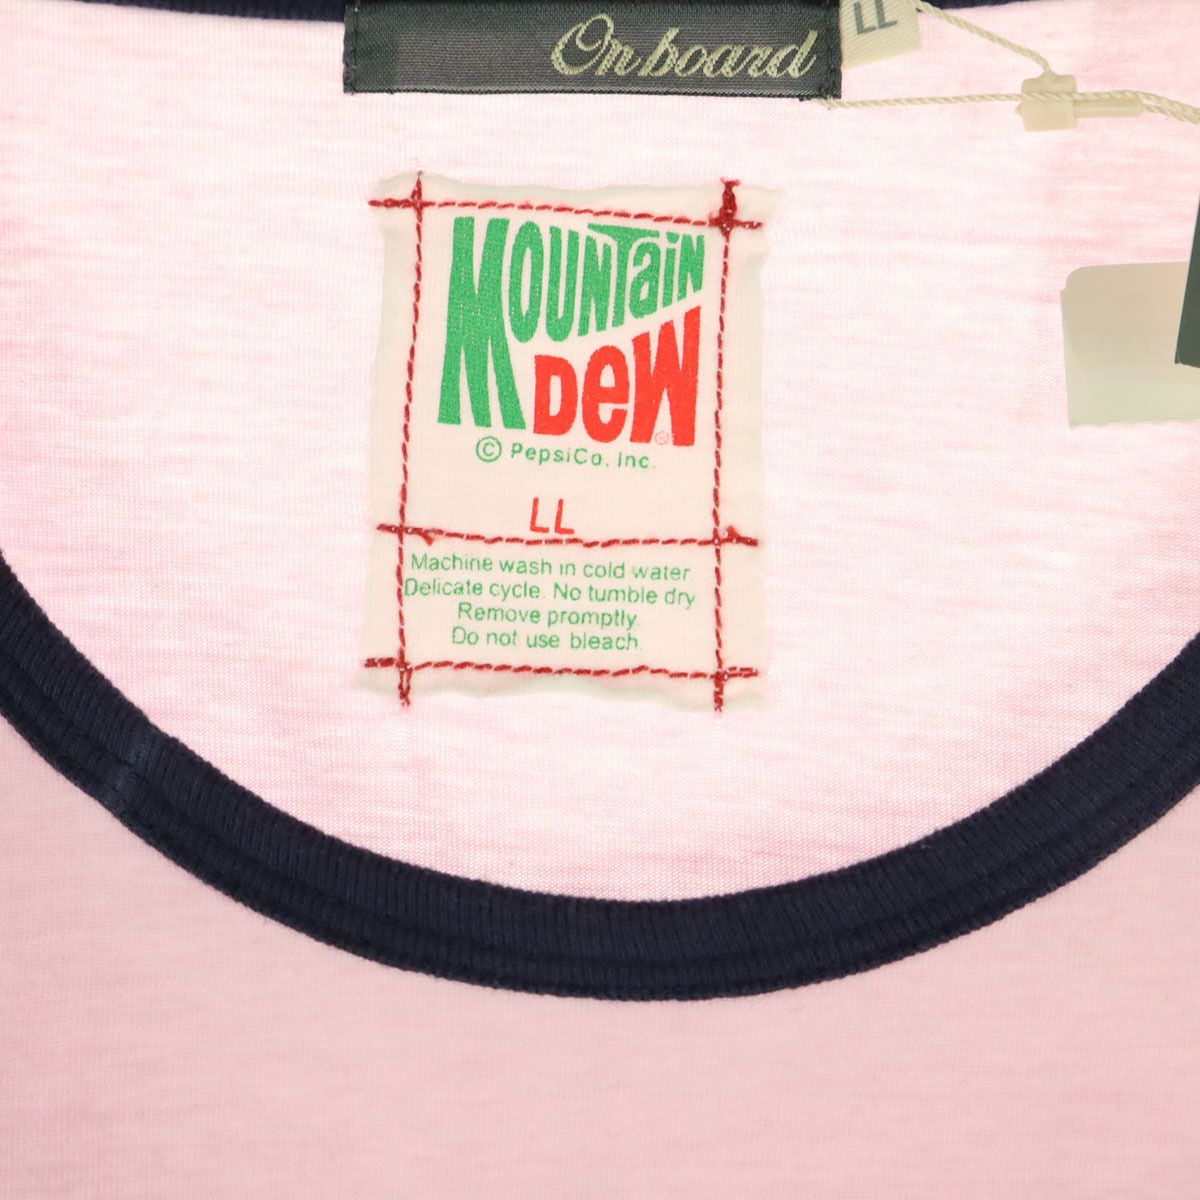 On board
LL
MOUNTain
DEW®
© PepsiCo, Inc.
LL
Machine wash in cold water.
Delicate cycle. No tumble dry
Remove promptly.
Do not use bleach.